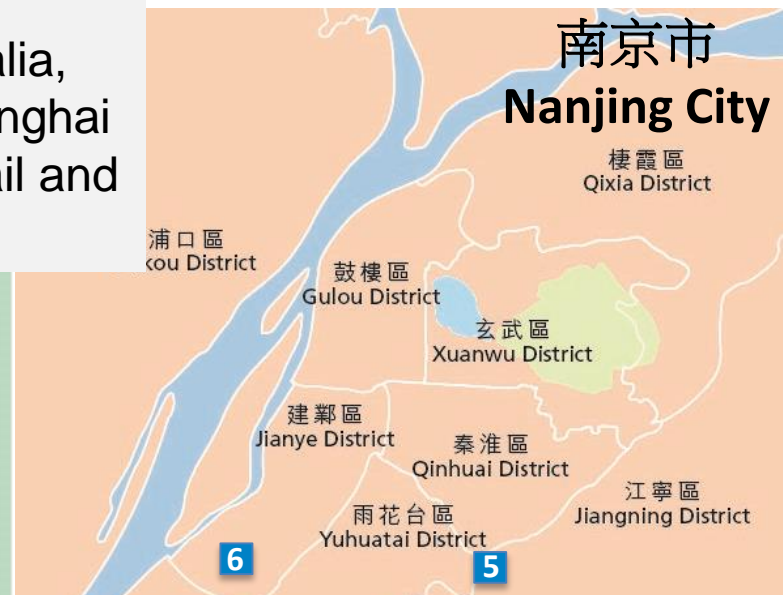 alia,
nghai
ail and
南京市
Nanjing City
棲霞區
Qixia District
浦口區
kou District
鼓樓區
Gulou District
玄武區
Xuanwu District
建鄴區
Jianye District
秦淮區
Qinhuai District
江寧區
Jiangning District
雨花台區
Yuhuatai District
6
5